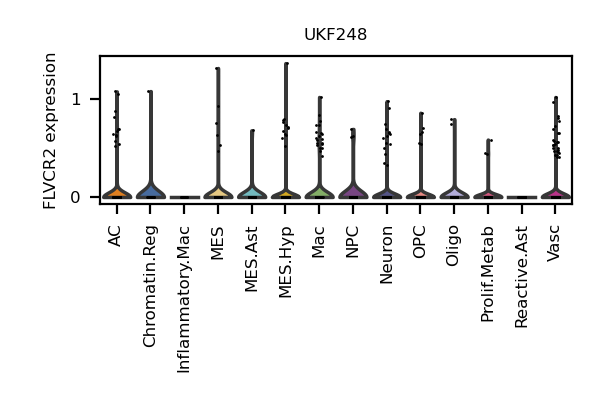 UKF248
FLVCR2 expression
1
0
AC
Chromatin.Reg
Inflammatory.Mac
MES
MES.Ast
MES.Hyp
Mac
NPC
Neuron
OPC
Oligo
Prolif.Metab
Reactive.Ast
Vasc